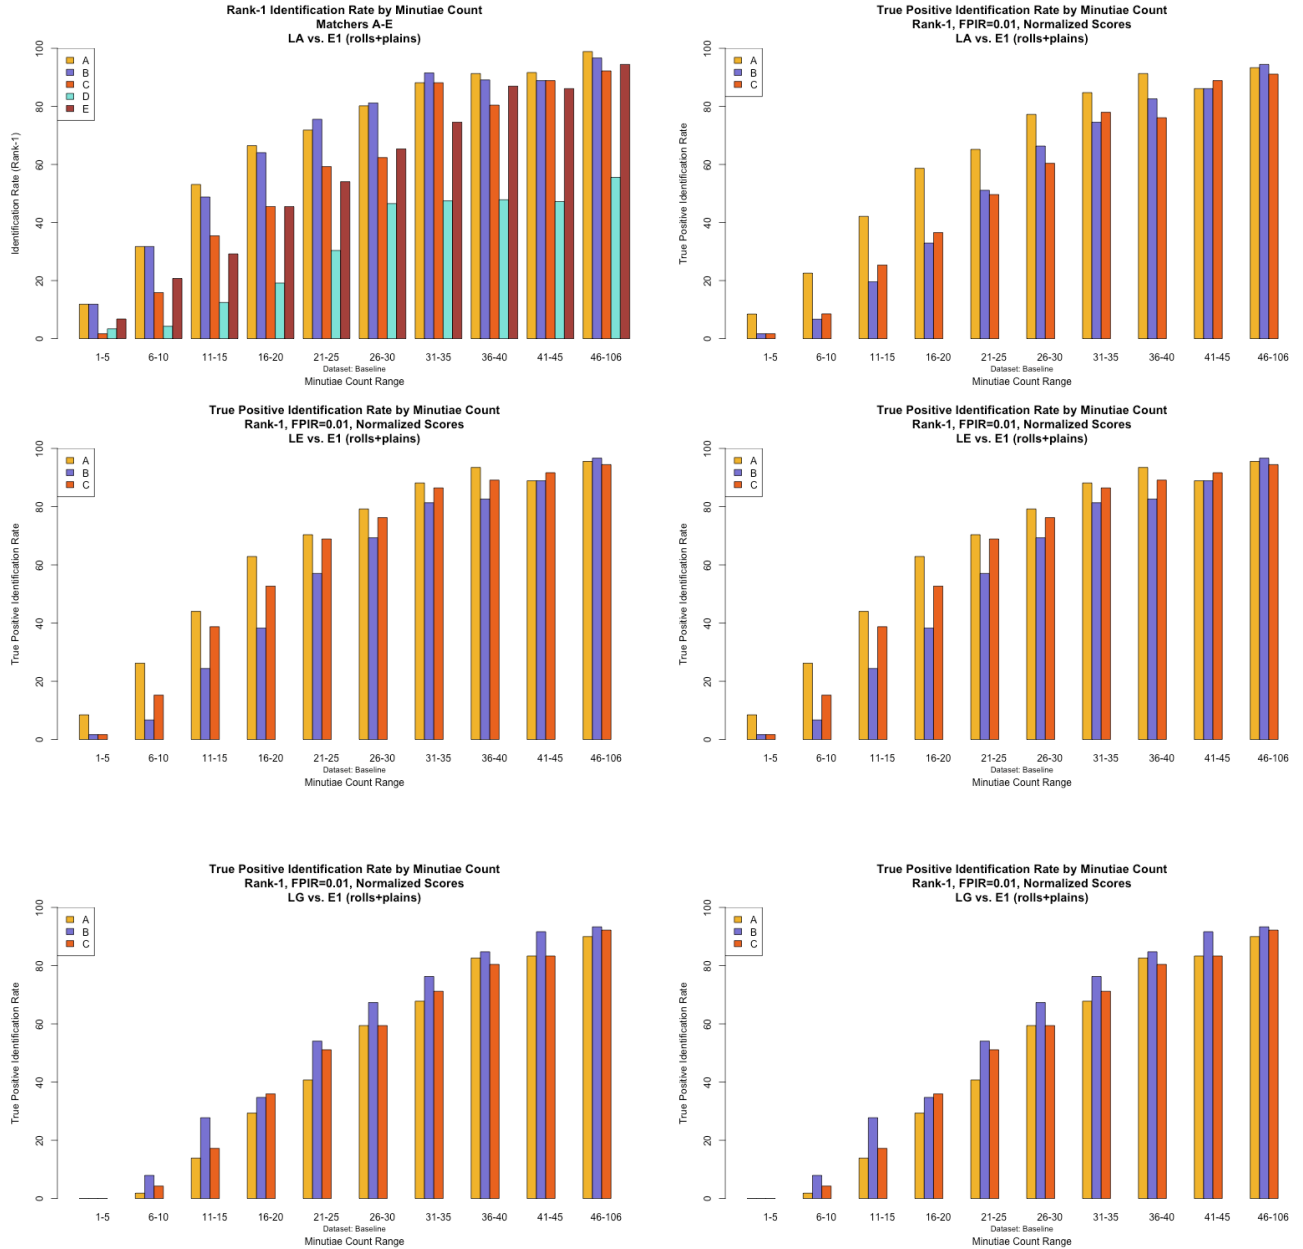 Rank-1 Identification Rate by Minutiae Count
Matchers A-E
LA vs. E1 (rolls+plains)
Identification Rate (Rank-1)
0 20 40 60 80 100
A
B
C
D
E
1-5 6-10 11-15 16-20 21-25 26-30 31-35 36-40 41-45 46-106
Dataset: Baseline
Minutiae Count Range
True Positive Identification Rate by Minutiae Count
Rank-1, FPIR=0.01, Normalized Scores
LA vs. E1 (rolls+plains)
True Positive Identification Rate
0 20 40 60 80 100
A
B
C
1-5 6-10 11-15 16-20 21-25 26-30 31-35 36-40 41-45 46-106
Dataset: Baseline
Minutiae Count Range
True Positive Identification Rate by Minutiae Count
Rank-1, FPIR=0.01, Normalized Scores
LE vs. E1 (rolls+plains)
True Positive Identification Rate
0 20 40 60 80 100
A
B
C
1-5 6-10 11-15 16-20 21-25 26-30 31-35 36-40 41-45 46-106
Dataset: Baseline
Minutiae Count Range
True Positive Identification Rate by Minutiae Count
Rank-1, FPIR=0.01, Normalized Scores
LE vs. E1 (rolls+plains)
True Positive Identification Rate
0 20 40 60 80 100
A
B
C
1-5 6-10 11-15 16-20 21-25 26-30 31-35 36-40 41-45 46-106
Dataset: Baseline
Minutiae Count Range
True Positive Identification Rate by Minutiae Count
Rank-1, FPIR=0.01, Normalized Scores
LG vs. E1 (rolls+plains)
True Positive Identification Rate
0 20 40 60 80 100
A
B
C
1-5 6-10 11-15 16-20 21-25 26-30 31-35 36-40 41-45 46-106
Dataset: Baseline
Minutiae Count Range
True Positive Identification Rate by Minutiae Count
Rank-1, FPIR=0.01, Normalized Scores
LG vs. E1 (rolls+plains)
True Positive Identification Rate
0 20 40 60 80 100
A
B
C
1-5 6-10 11-15 16-20 21-25 26-30 31-35 36-40 41-45 46-106
Dataset: Baseline
Minutiae Count Range